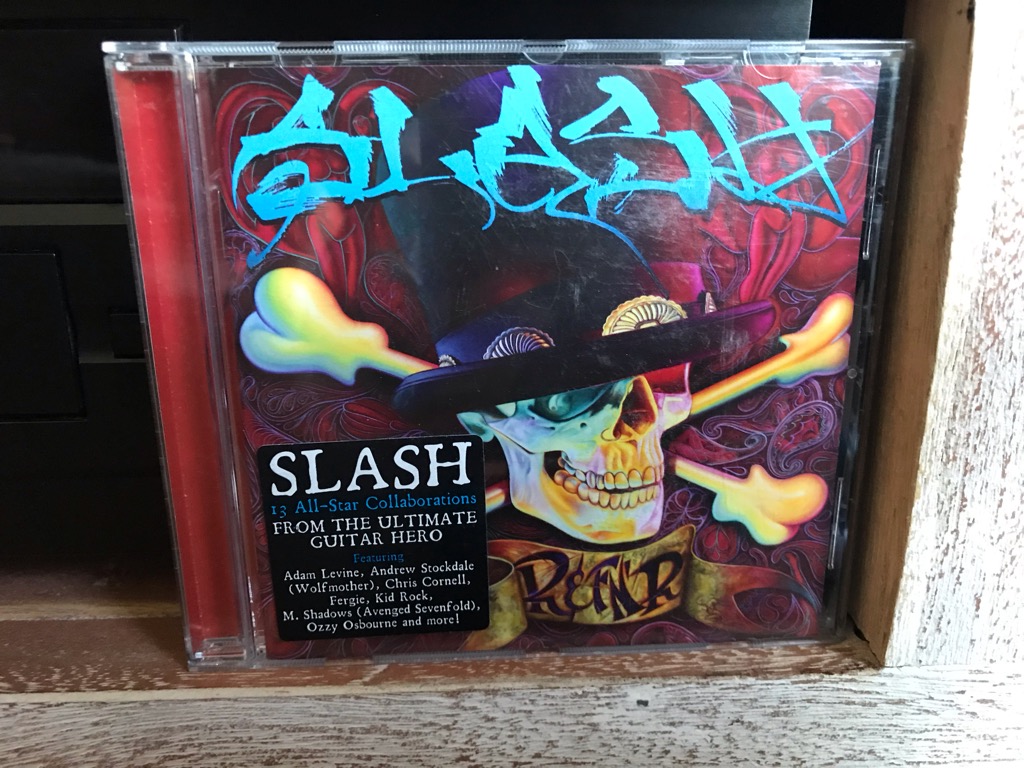 SLASH
SLASH
13 All-Star Collaborations
FROM THE ULTIMATE
GUITAR HERO
Featuring
Adam Levine, Andrew Stockdale
(Wolfmother), Chris Cornell,
Fergie, Kid Rock,
M. Shadows (Avenged Sevenfold),
Ozzy Osbourne and more!
R&FNR